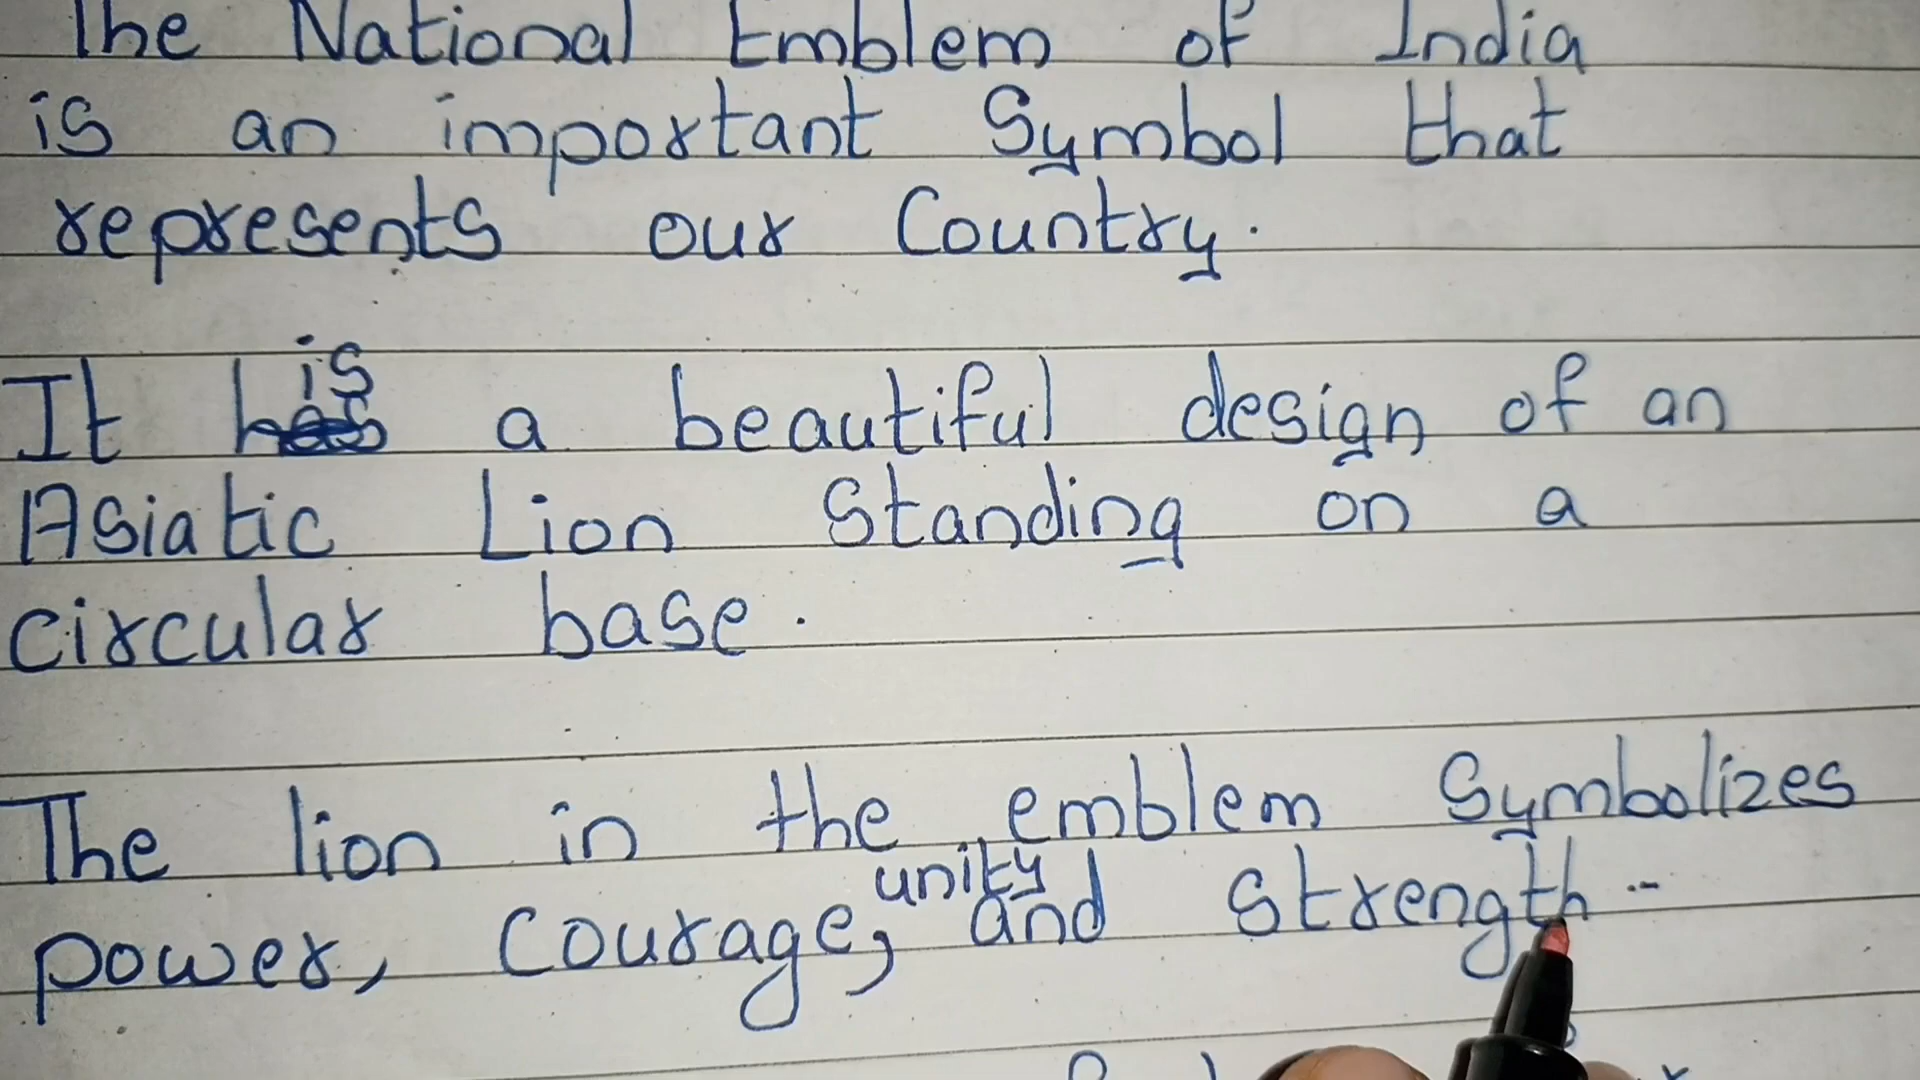 The National Emblem of India
is an important Symbol that
represents our Country.
It is a beautiful design of an
Asiatic Lion Standing on a
circular base.
The lion in the emblem Symbolizes
power, Courage, unity and Strength